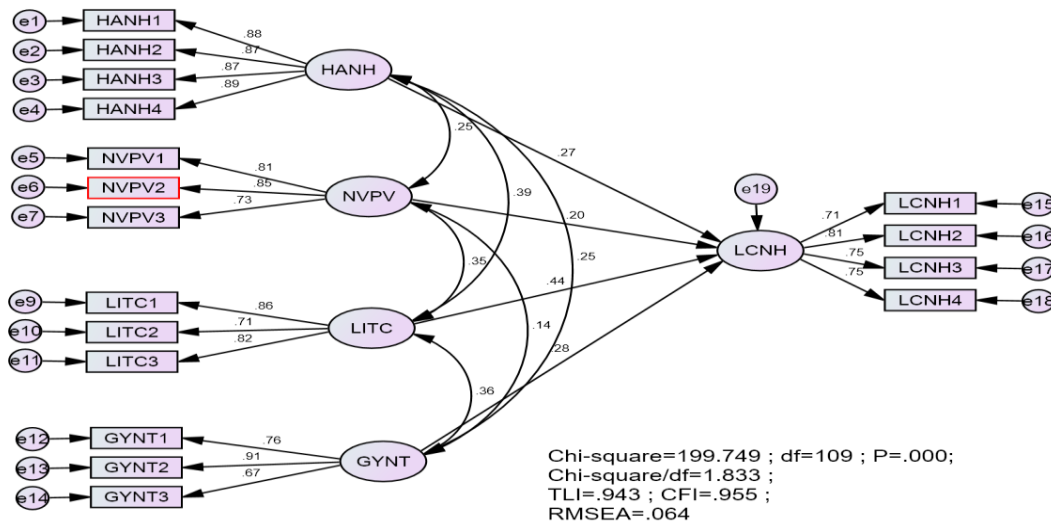 e1 HANH1
e2 HANH2
e3 HANH3
e4 HANH4
.88
.87
.87
.89
HANH
e5 NVPV1
e6 NVPV2
e7 NVPV3
.81
.85
.73
NVPV
e9 LITC1
e10 LITC2
e11 LITC3
.86
.71
.82
LITC
e12 GYNT1
e13 GYNT2
e14 GYNT3
.76
.91
.67
GYNT
.25
.39
.25
.35
.14
.36
.27
.20
.44
.28
e19
LCNH
.71
.81
.75
.75
LCNH1 e15
LCNH2 e16
LCNH3 e17
LCNH4 e18
Chi-square=199.749 ; df=109 ; P=.000;
Chi-square/df=1.833 ;
TLI=.943 ; CFI=.955 ;
RMSEA=.064